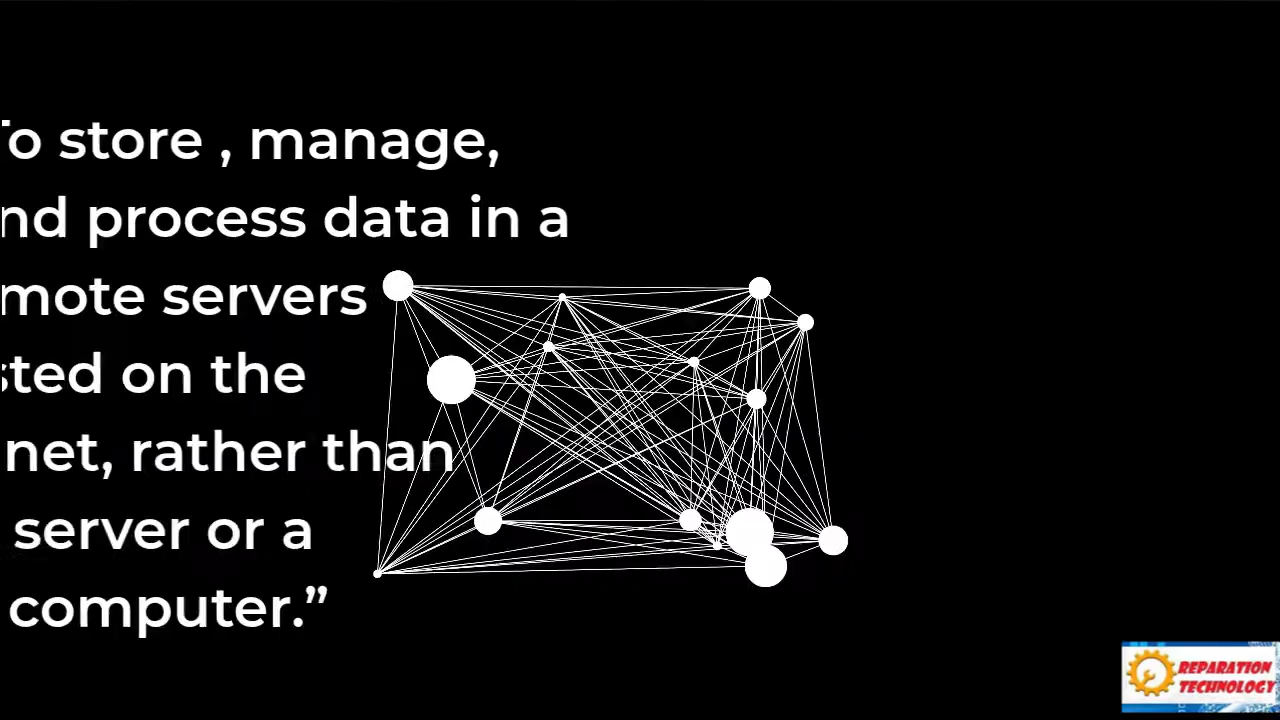 To store , manage,
nd process data in a
mote servers
sted on the
net, rather than
server or a
computer.”
REPARATION
TECHNOLOGY